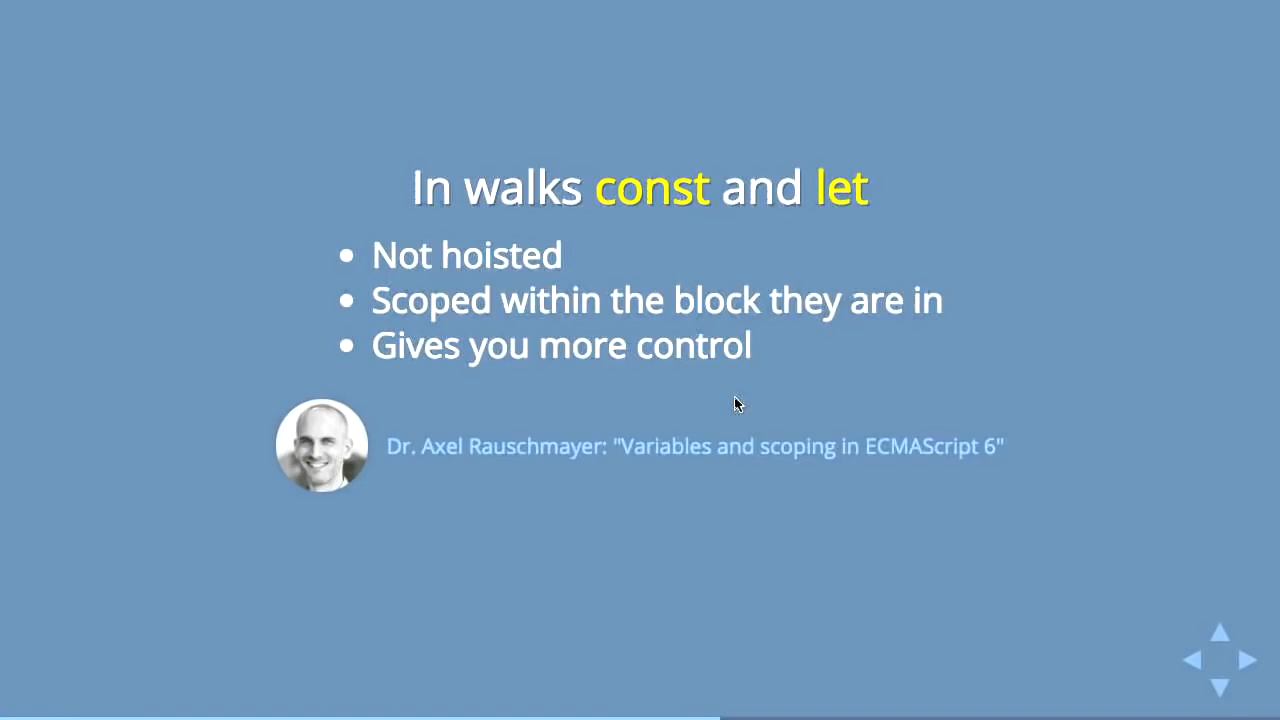 In walks const and let
Not hoisted
Scoped within the block they are in
Gives you more control
Dr. Axel Rauschmayer: "Variables and scoping in ECMAScript 6"